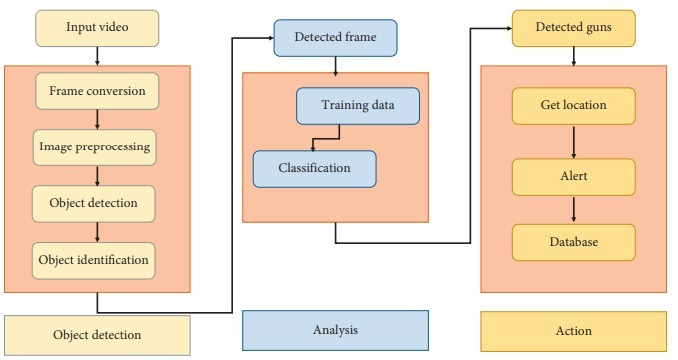 Input video
Frame conversion
Image preprocessing
Object detection
Object identification
Object detection
Detected frame
Training data
Classification
Analysis
Detected guns
Get location
Alert
Database
Action